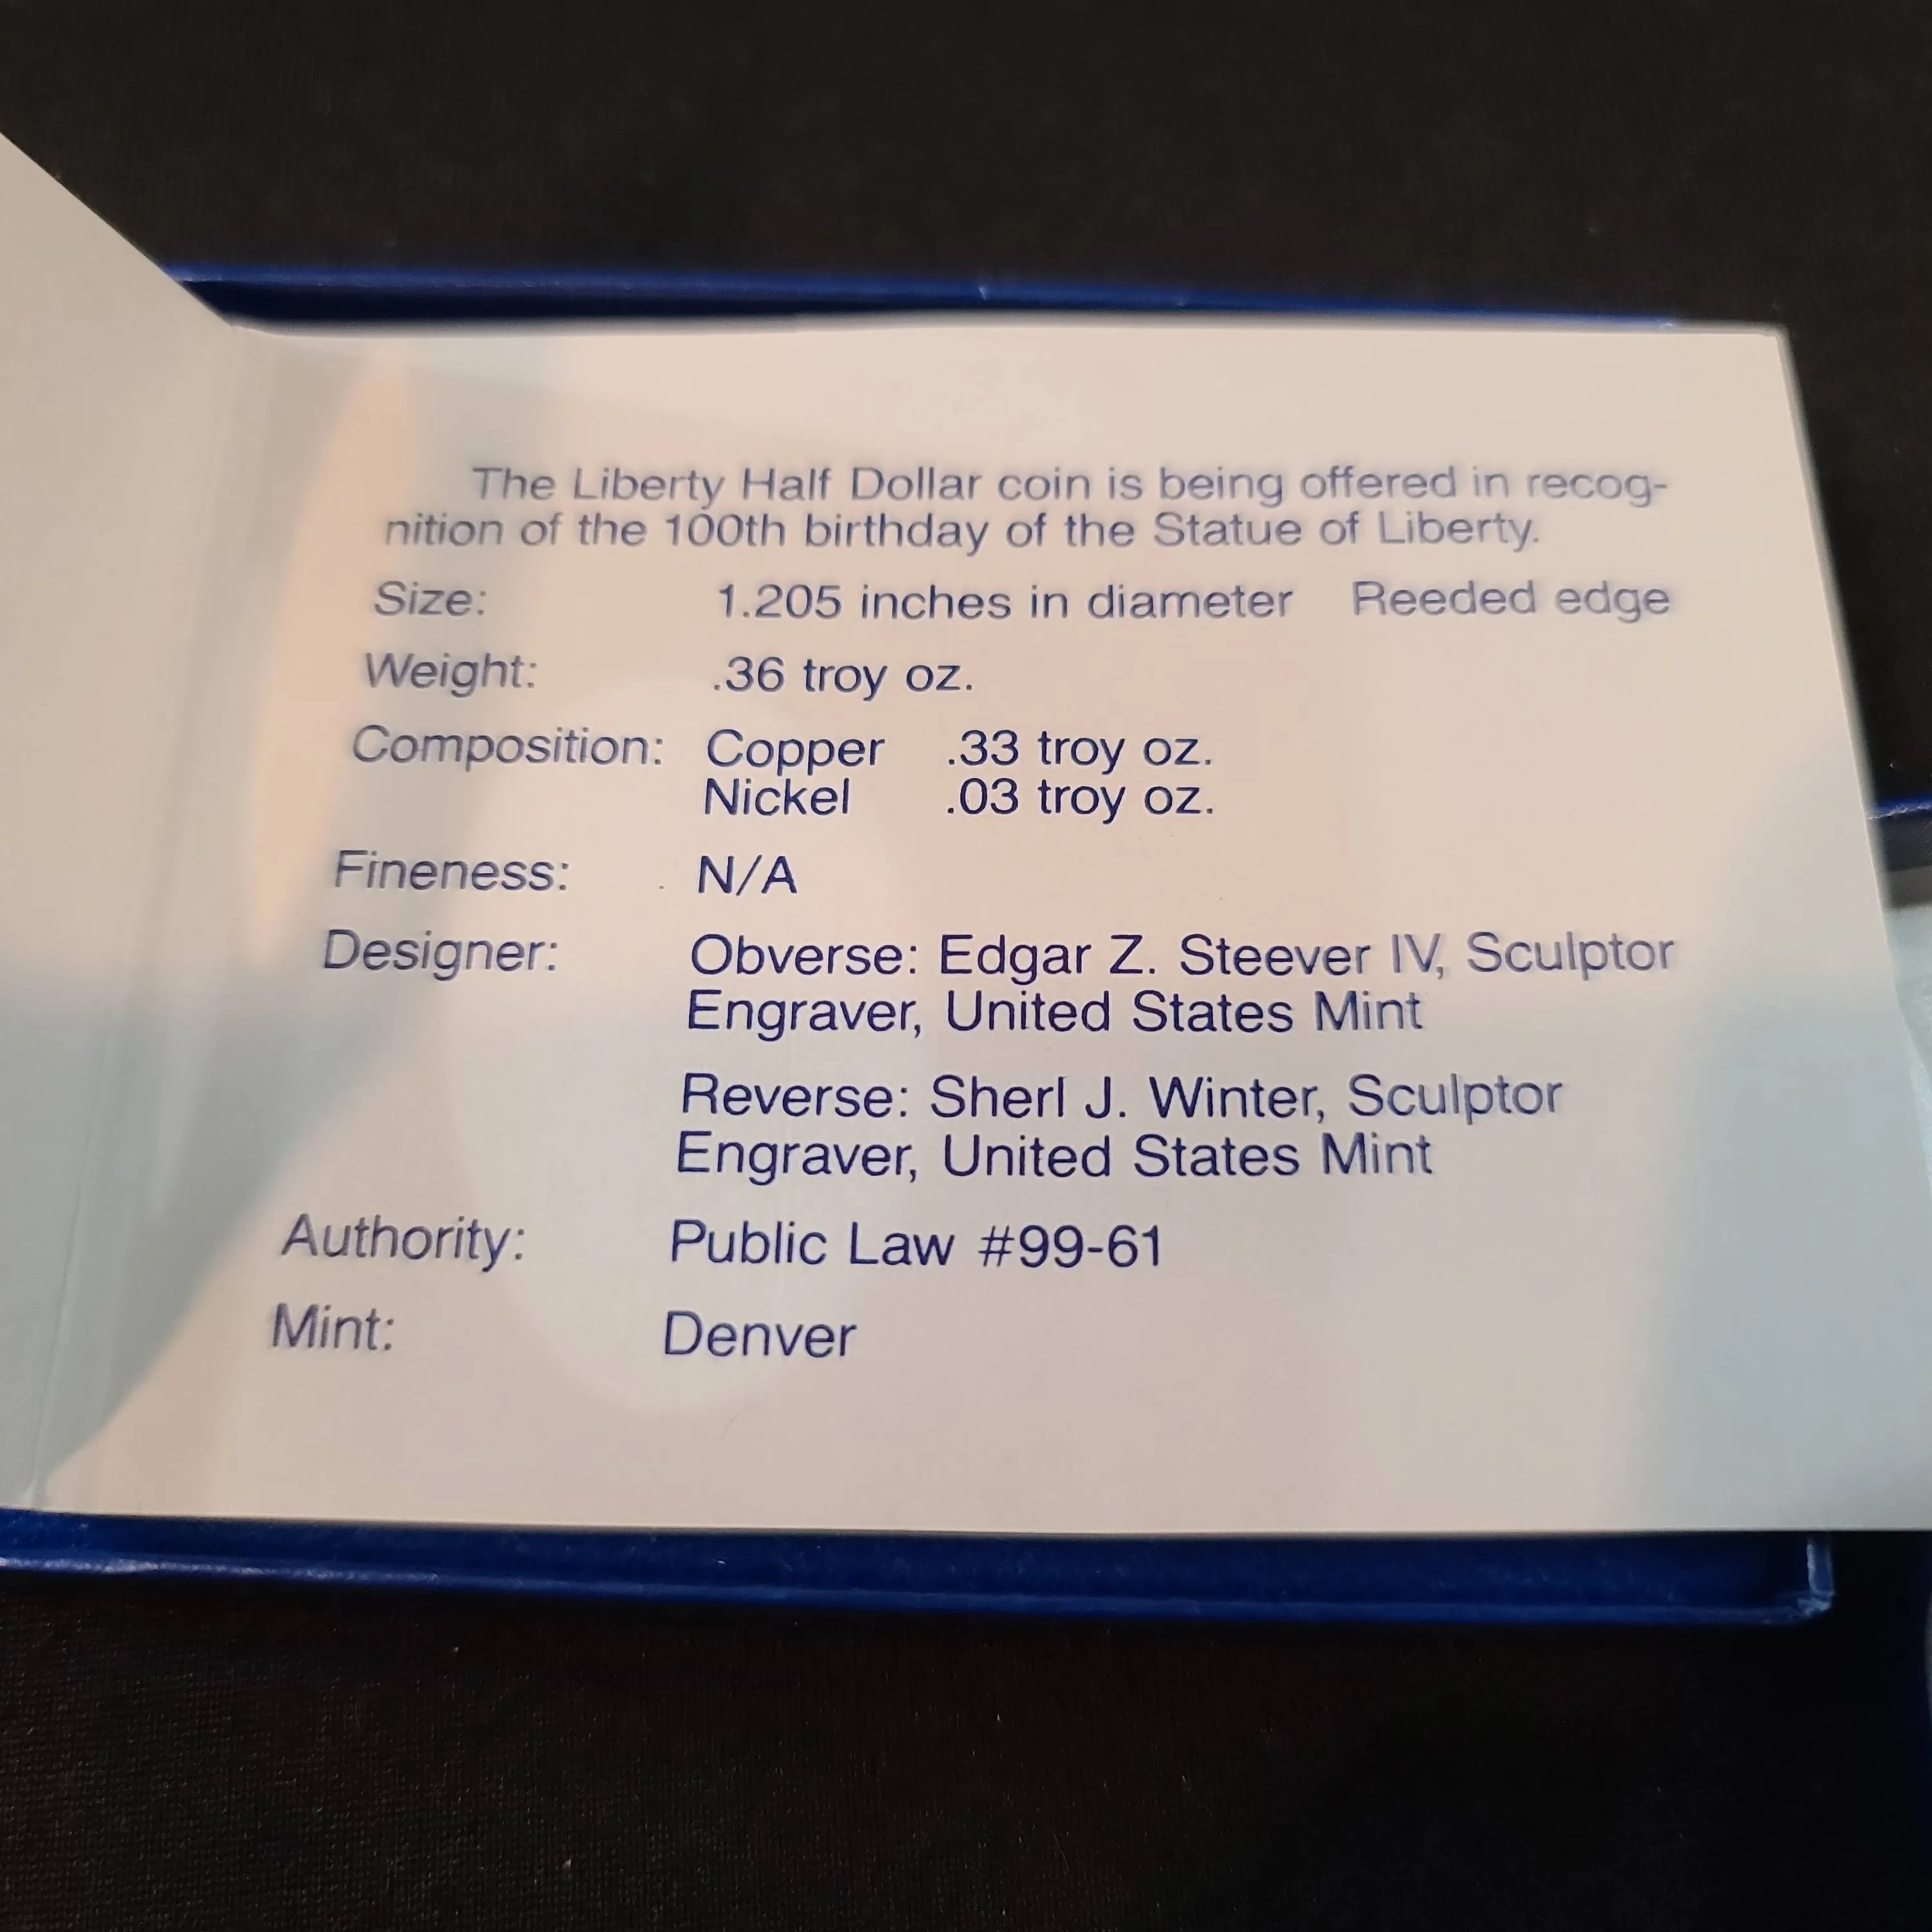 The Liberty Half Dollar coin is being offered in recog-
nition of the 100th birthday of the Statue of Liberty.
Size: 1.205 inches in diameter Reeded edge
Weight: .36 troy oz.
Composition: Copper .33 troy oz.
Nickel .03 troy oz.
Fineness: N/A
Designer: Obverse: Edgar Z. Steever IV, Sculptor
Engraver, United States Mint
Reverse: Sherl J. Winter, Sculptor
Engraver, United States Mint
Authority: Public Law #99-61
Mint: Denver